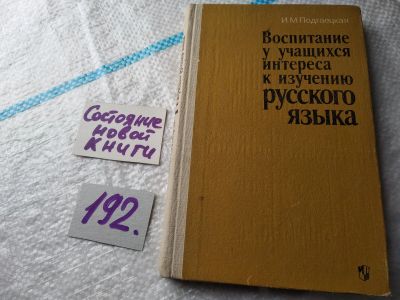 И.М.Подгаецкая
Воспитание
у учащихся
интереса
к изучению
русского
языка
Состояние
новой
книги
192.